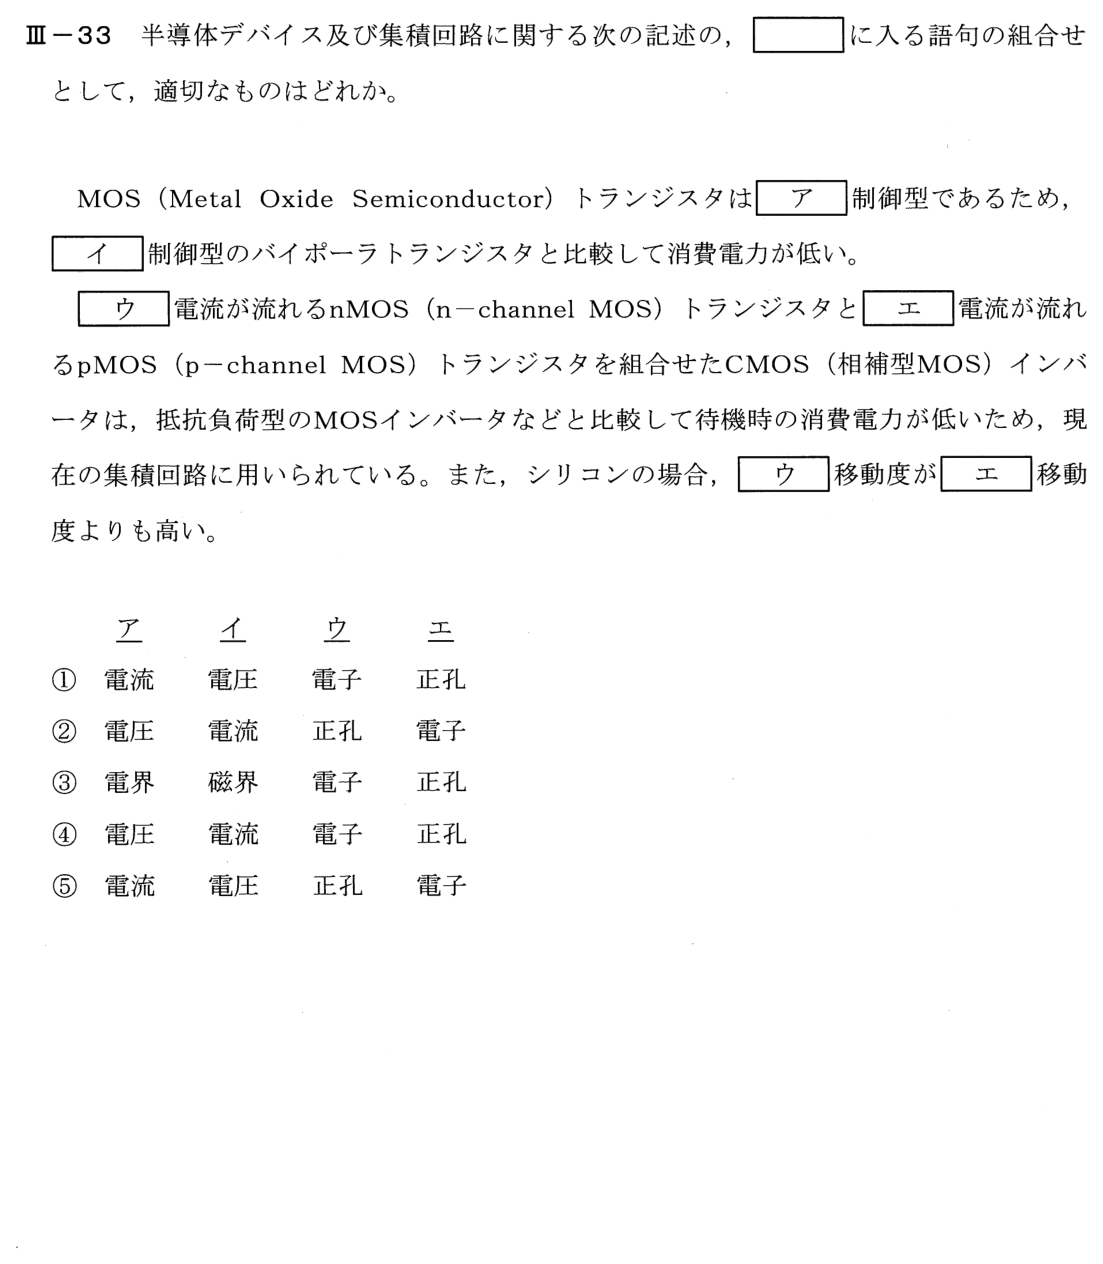 Ⅲ－33 半導体デバイス及び集積回路に関する次の記述の，　　　に入る語句の組合せ
として，適切なものはどれか。
MOS（Metal Oxide Semiconductor）トランジスタは ア 制御型であるため，
イ 制御型のバイポーラトランジスタと比較して消費電力が低い。
ウ 電流が流れるnMOS（n－channel MOS）トランジスタと エ 電流が流れ
るpMOS（p－channel MOS）トランジスタを組合せたCMOS（相補型MOS）インバ
ータは，抵抗負荷型のMOSインバータなどと比較して待機時の消費電力が低いため，現
在の集積回路に用いられている。また，シリコンの場合， ウ 移動度が エ 移動
度よりも高い。
ア イ ウ エ
① 電流 電圧 電子 正孔
② 電圧 電流 正孔 電子
③ 電界 磁界 電子 正孔
④ 電圧 電流 電子 正孔
⑤ 電流 電圧 正孔 電子